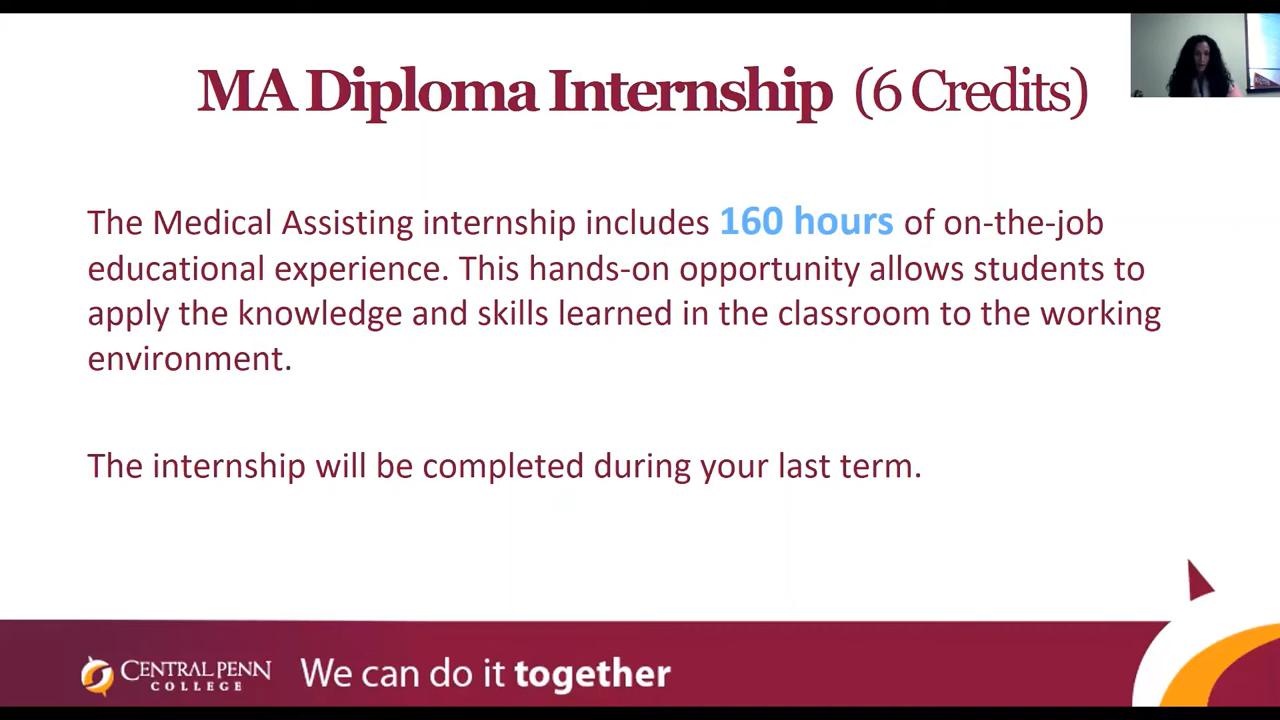 MA Diploma Internship (6 Credits)
The Medical Assisting internship includes 160 hours of on-the-job
educational experience. This hands-on opportunity allows students to
apply the knowledge and skills learned in the classroom to the working
environment.
The internship will be completed during your last term.
CENTRAL PENN
COLLEGE
We can do it together